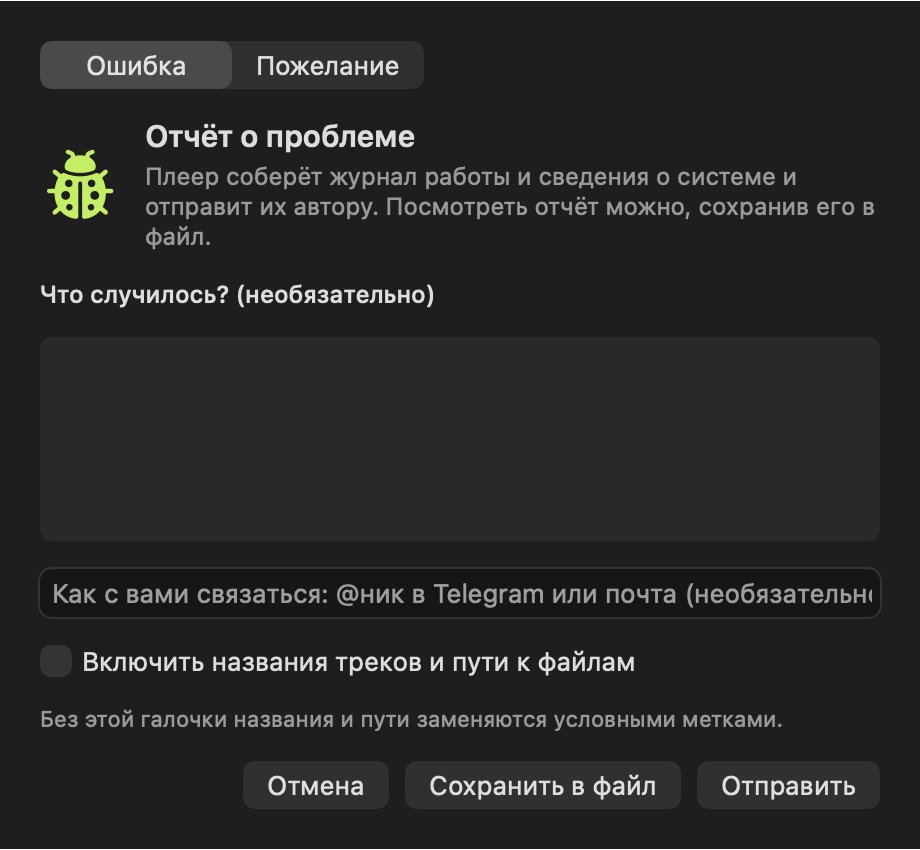 Ошибка
Пожелание
Отчёт о проблеме
Плеер соберёт журнал работы и сведения о системе и
отправит их автору. Посмотреть отчёт можно, сохранив его в
файл.
Что случилось? (необязательно)
Как с вами связаться: @ник в Telegram или почта (необязательно
Включить названия треков и пути к файлам
Без этой галочки названия и пути заменяются условными метками.
Отмена
Сохранить в файл
Отправить